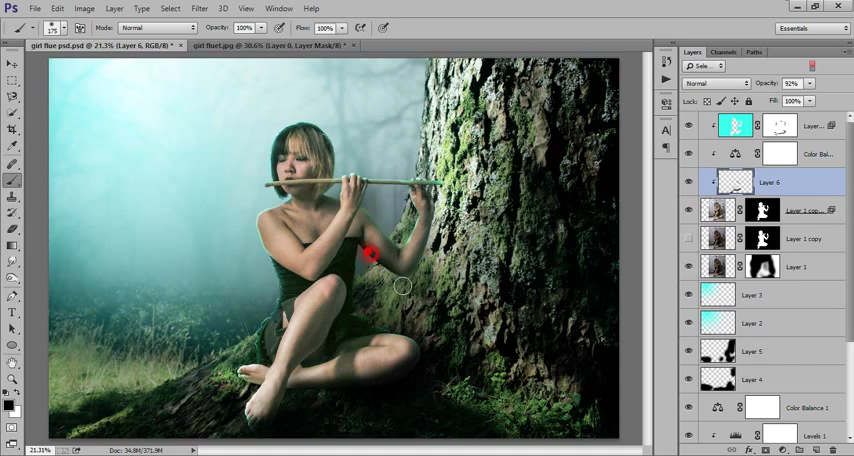 Ps File Edit Image Layer Type Select Filter 3D View Window Help
175 Mode: Normal Opacity: 100% Flow: 100% Essentials
girl flue psd.psd @ 21.3% (Layer 6, RGB/8) * × girl fluet.jpg @ 30.6% (Layer 0, Layer Mask/8) * ×
Layers Channels Paths
Sele...
Normal Opacity: 92%
Lock: Fill: 100%
Layer...
Color Bal...
Layer 6
Layer 1 cop...
Layer 1 copy
Layer 1
Layer 3
Layer 2
Layer 5
Layer 4
Color Balance 1
Levels 1
21.31% Doc: 34.8M/371.9M